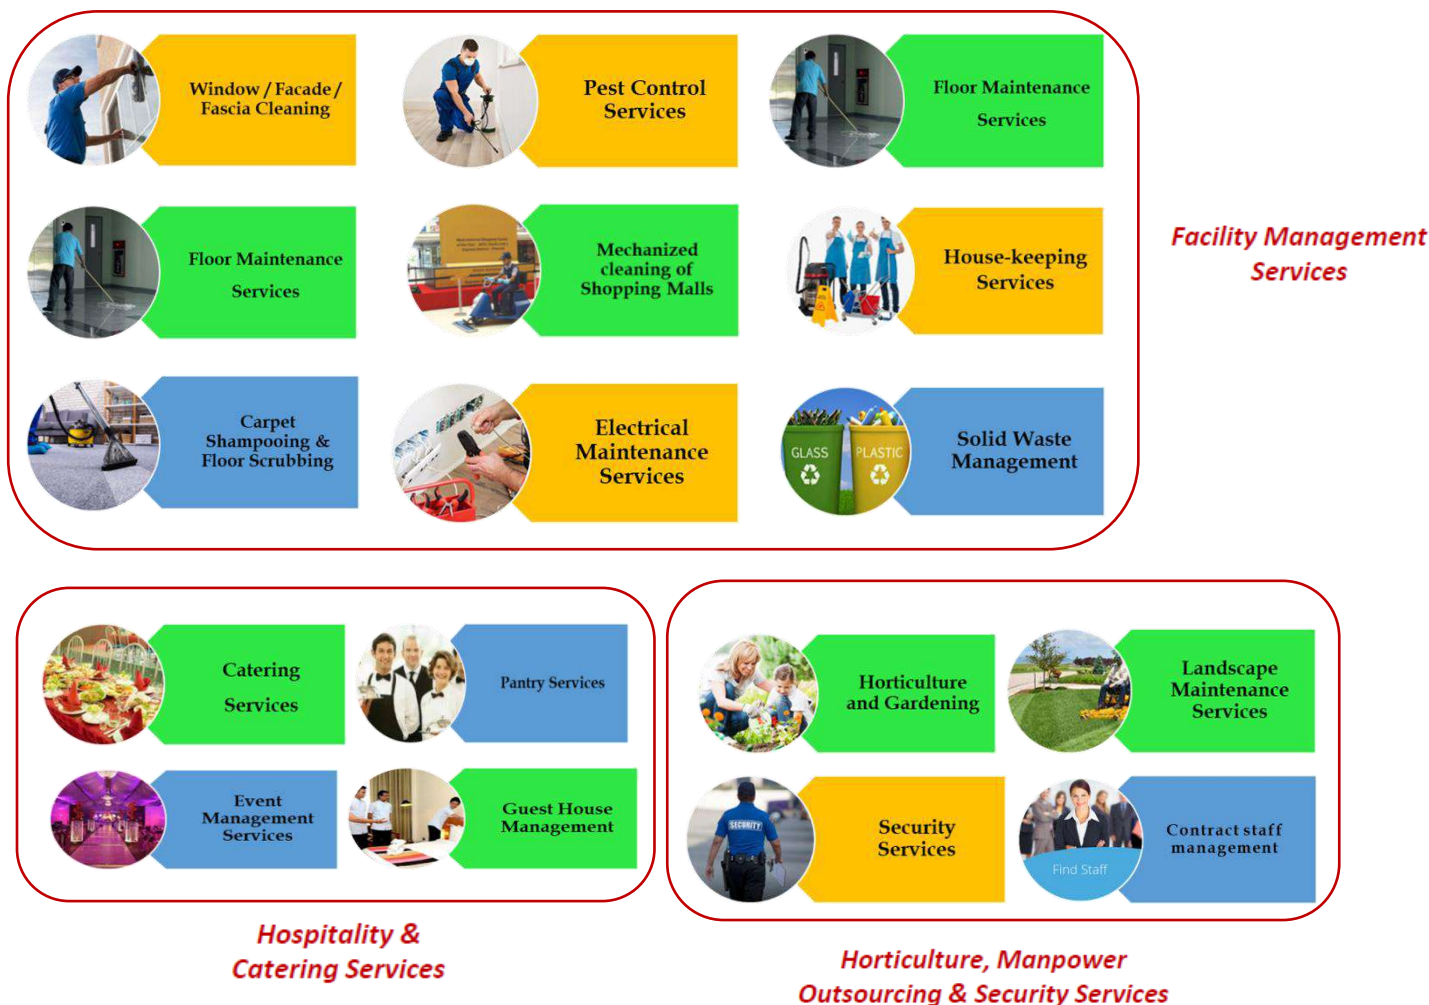 Window / Facade /
Fascia Cleaning
Pest Control
Services
Floor Maintenance
Services
Floor Maintenance
Services
Mechanized
cleaning of
Shopping Malls
House-keeping
Services
Facility Management
Services
Carpet
Shampooing &
Floor Scrubbing
Electrical
Maintenance
Services
GLASS
PLASTIC
Solid Waste
Management
Catering
Services
Pantry Services
Event
Management
Services
Guest House
Management
Hospitality &
Catering Services
Horticulture
and Gardening
Landscape
Maintenance
Services
SECURITY
Security
Services
Find Staff
Contract staff
management
Horticulture, Manpower
Outsourcing & Security Services